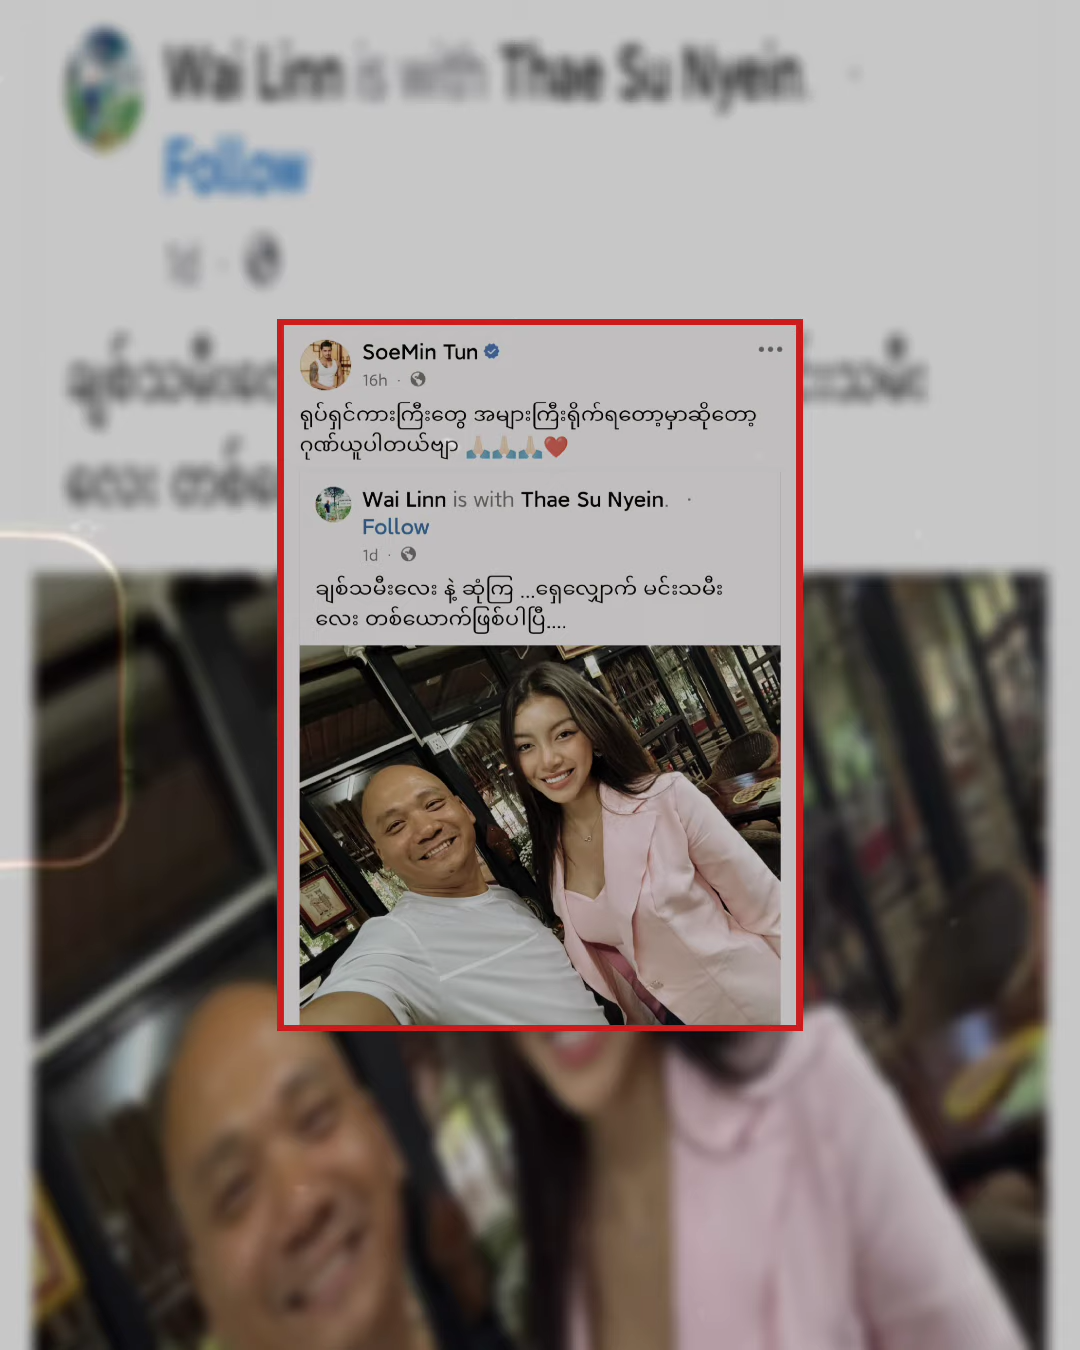 Wai Linn is with Thae Su Nyein.
Follow
1d
SoeMin Tun
16h
ရုပ်ရှင်ကားကြီးတွေ အများကြီးရိုက်ရတော့မှာဆိုတော့
ဂုဏ်ယူပါတယ်ဗျာ 🙏🏻🙏🏻🙏🏻❤️
Wai Linn is with Thae Su Nyein.
Follow
1d
ချစ်သမီးလေး နဲ့ ဆုံကြ ...ရှေ့လျှောက် မင်းသမီး
လေး တစ်ယောက်ဖြစ်ပါပြီ....